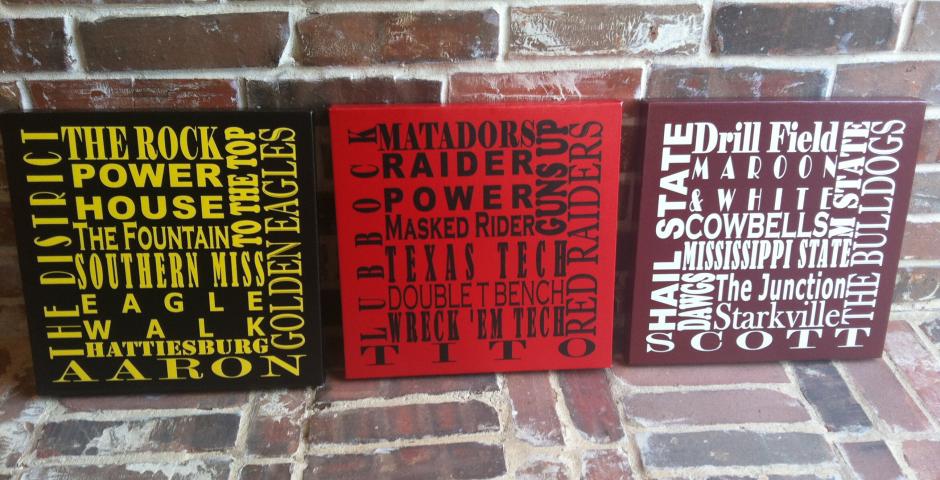 THE DISTRICT
THE ROCK
POWER
HOUSE
THE FOUNTAIN
TO THE TOP
GOLDEN EAGLES
SOUTHERN MISS
EAGLE
WALK
HATTIESBURG
AARON
LUBBOCK
MATADORS
RAIDER
POWER
MASKED RIDER
GUNS UP
RED RAIDERS
TEXAS TECH
DOUBLE T BENCH
WRECK 'EM TECH
TITO
HAIL STATE
Drill Field
MAROON
& WHITE
COWBELLS
M STATE
THE BULLDOGS
MISSISSIPPI STATE
DAWGS
The Junction
Starkville
SCOTT